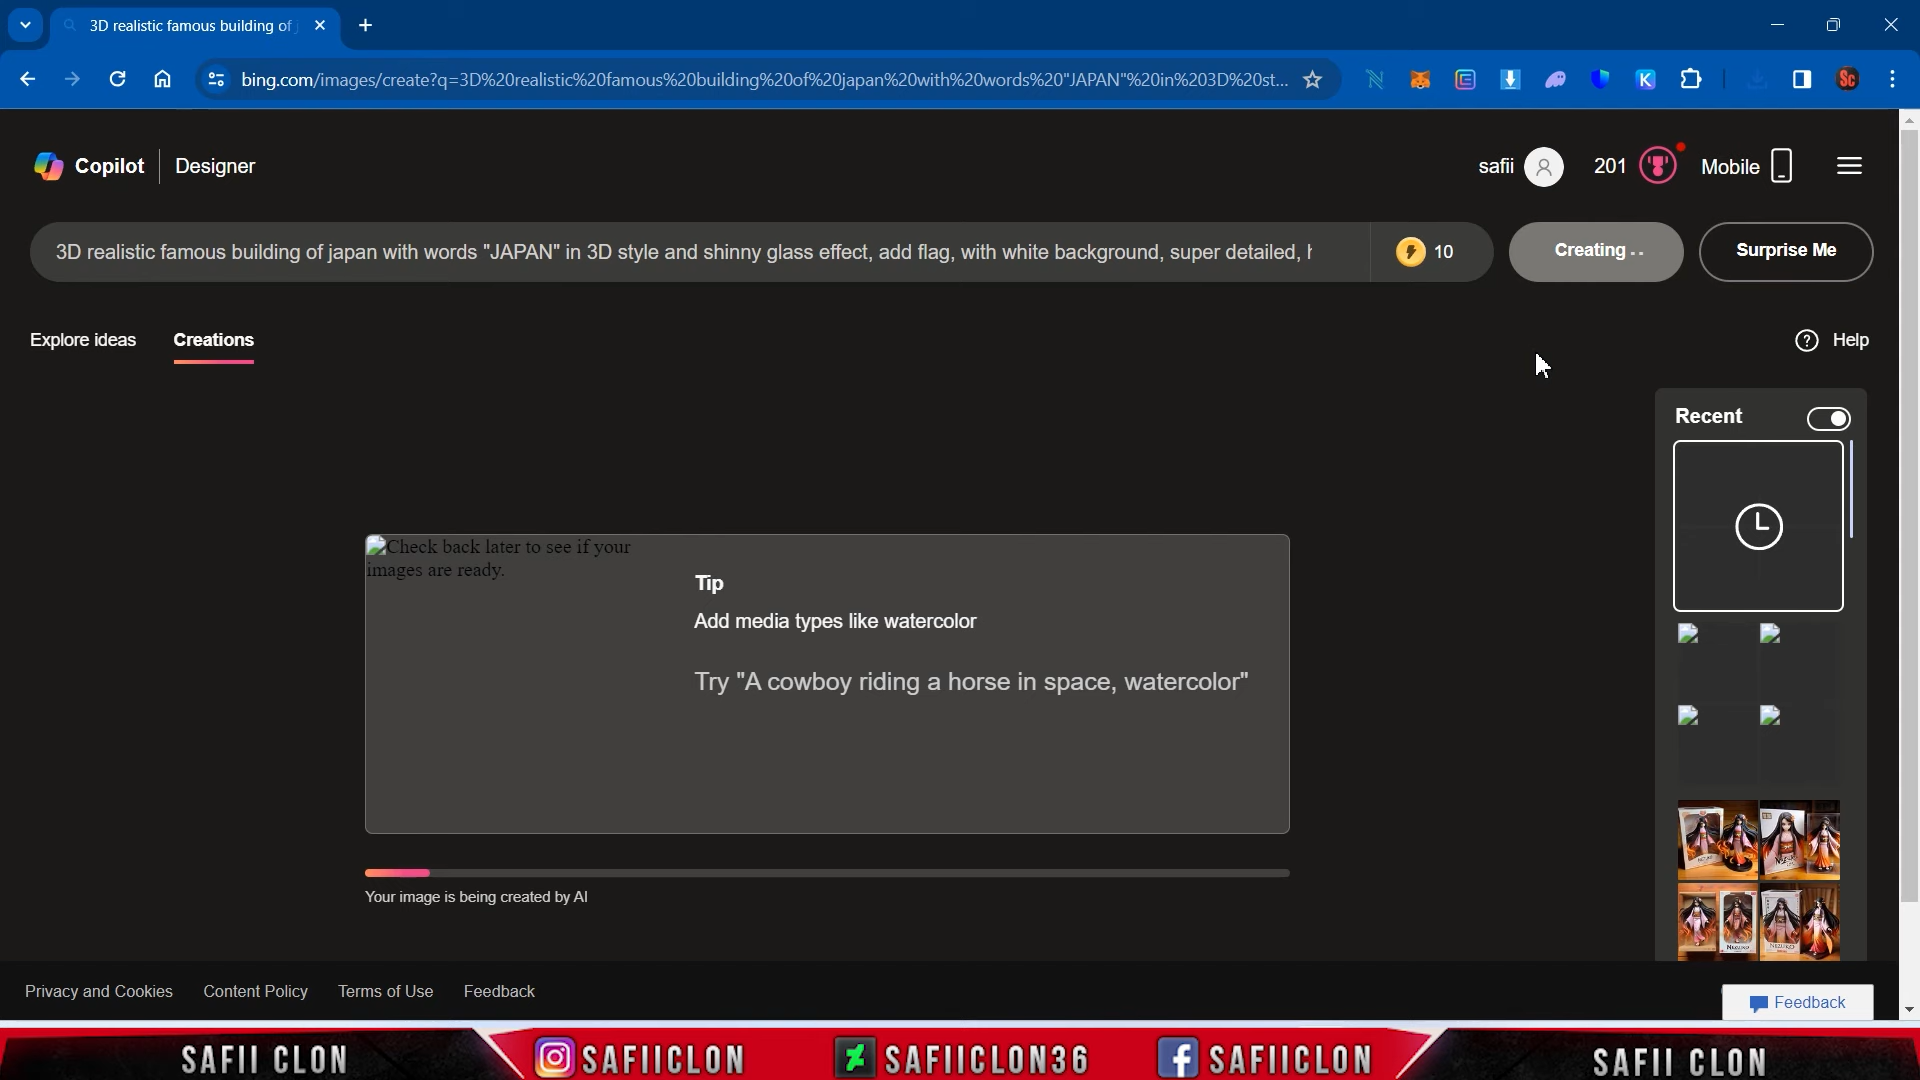 3D realistic famous building of
bing.com/images/create?q=3D%20realistic%20famous%20building%20of%20japan%20with%20words%20"JAPAN"%20in%203D%20st...
Sc
Copilot
Designer
safii
201
Mobile
3D realistic famous building of japan with words "JAPAN" in 3D style and shinny glass effect, add flag, with white background, super detailed,
10
Creating . .
Surprise Me
Explore ideas
Creations
Help
Recent
Check back later to see if your
images are ready.
Tip
Add media types like watercolor
Try "A cowboy riding a horse in space, watercolor"
Your image is being created by AI
NEZUKO
Privacy and Cookies
Content Policy
Terms of Use
Feedback
Feedback
SAFII CLON
SAFIICLON
SAFIICLON36
SAFIICLON
SAFII CLON